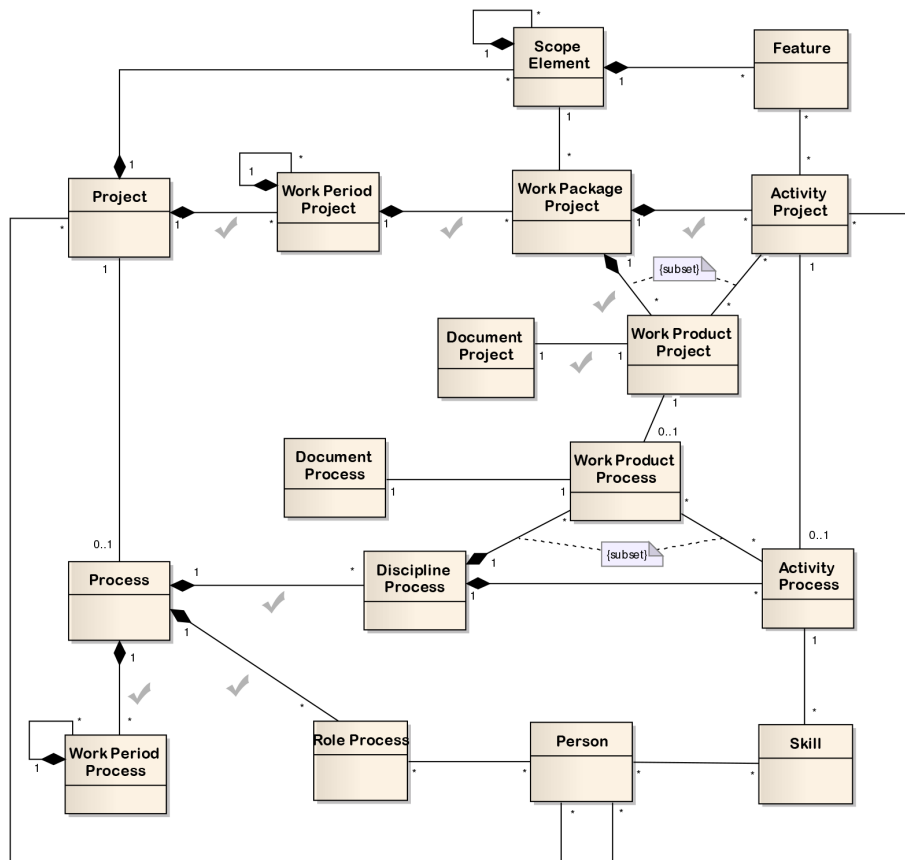 *
1
Scope
Element
Feature
*
1
*
1
*
1
*
*
Project
*
1
Work Period
Project
*
Work Package
Project
*
Activity
Project
*
1
*
1
*
1
*
*
1
1
1
{subset}
*
*
*
Document
Project
Work Product
Project
1
1
1
0..1
Document
Process
Work Product
Process
1
1
*
*
*
0..1
0..1
{subset}
Process
1
*
Discipline
Process
1
1
*
Activity
Process
1
1
1
*
*
*
*
Work Period
Process
1
Role Process
Person
Skill
*
*
*
*
*
*